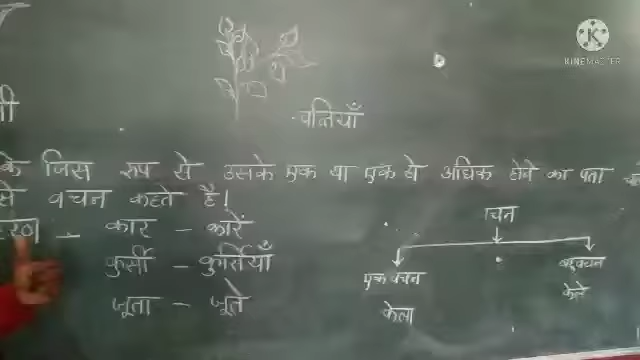 KINEMASTER
पत्तियाँ
के जिस रुप से उसके एक या एक से अधिक होने का पता
से वचन कहते है!
कार - कारें
कुर्सी - कुर्सियाँ
जूता - जूते
वचन
एक वचन
बहुवचन
केला
केले